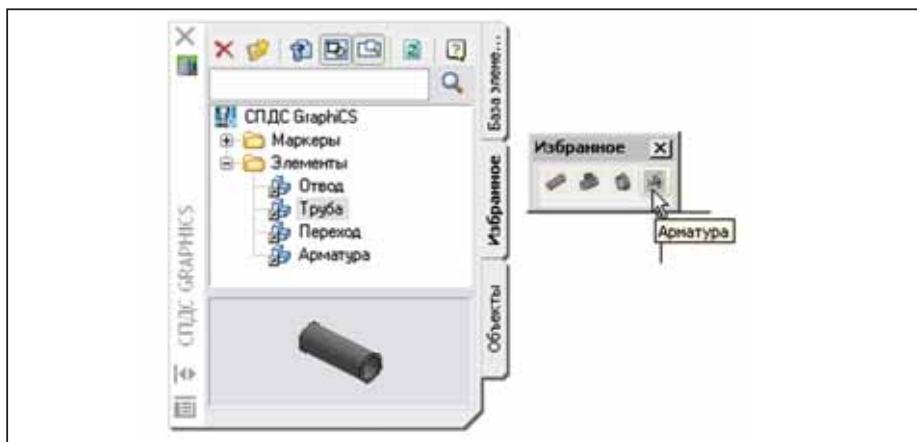 СПДС GraphiCS
Маркеры
Элементы
Отвод
Труба
Переход
Арматура
СПДС GRAPHICS
База элеме...
Избранное
Объекты
Избранное
Арматура